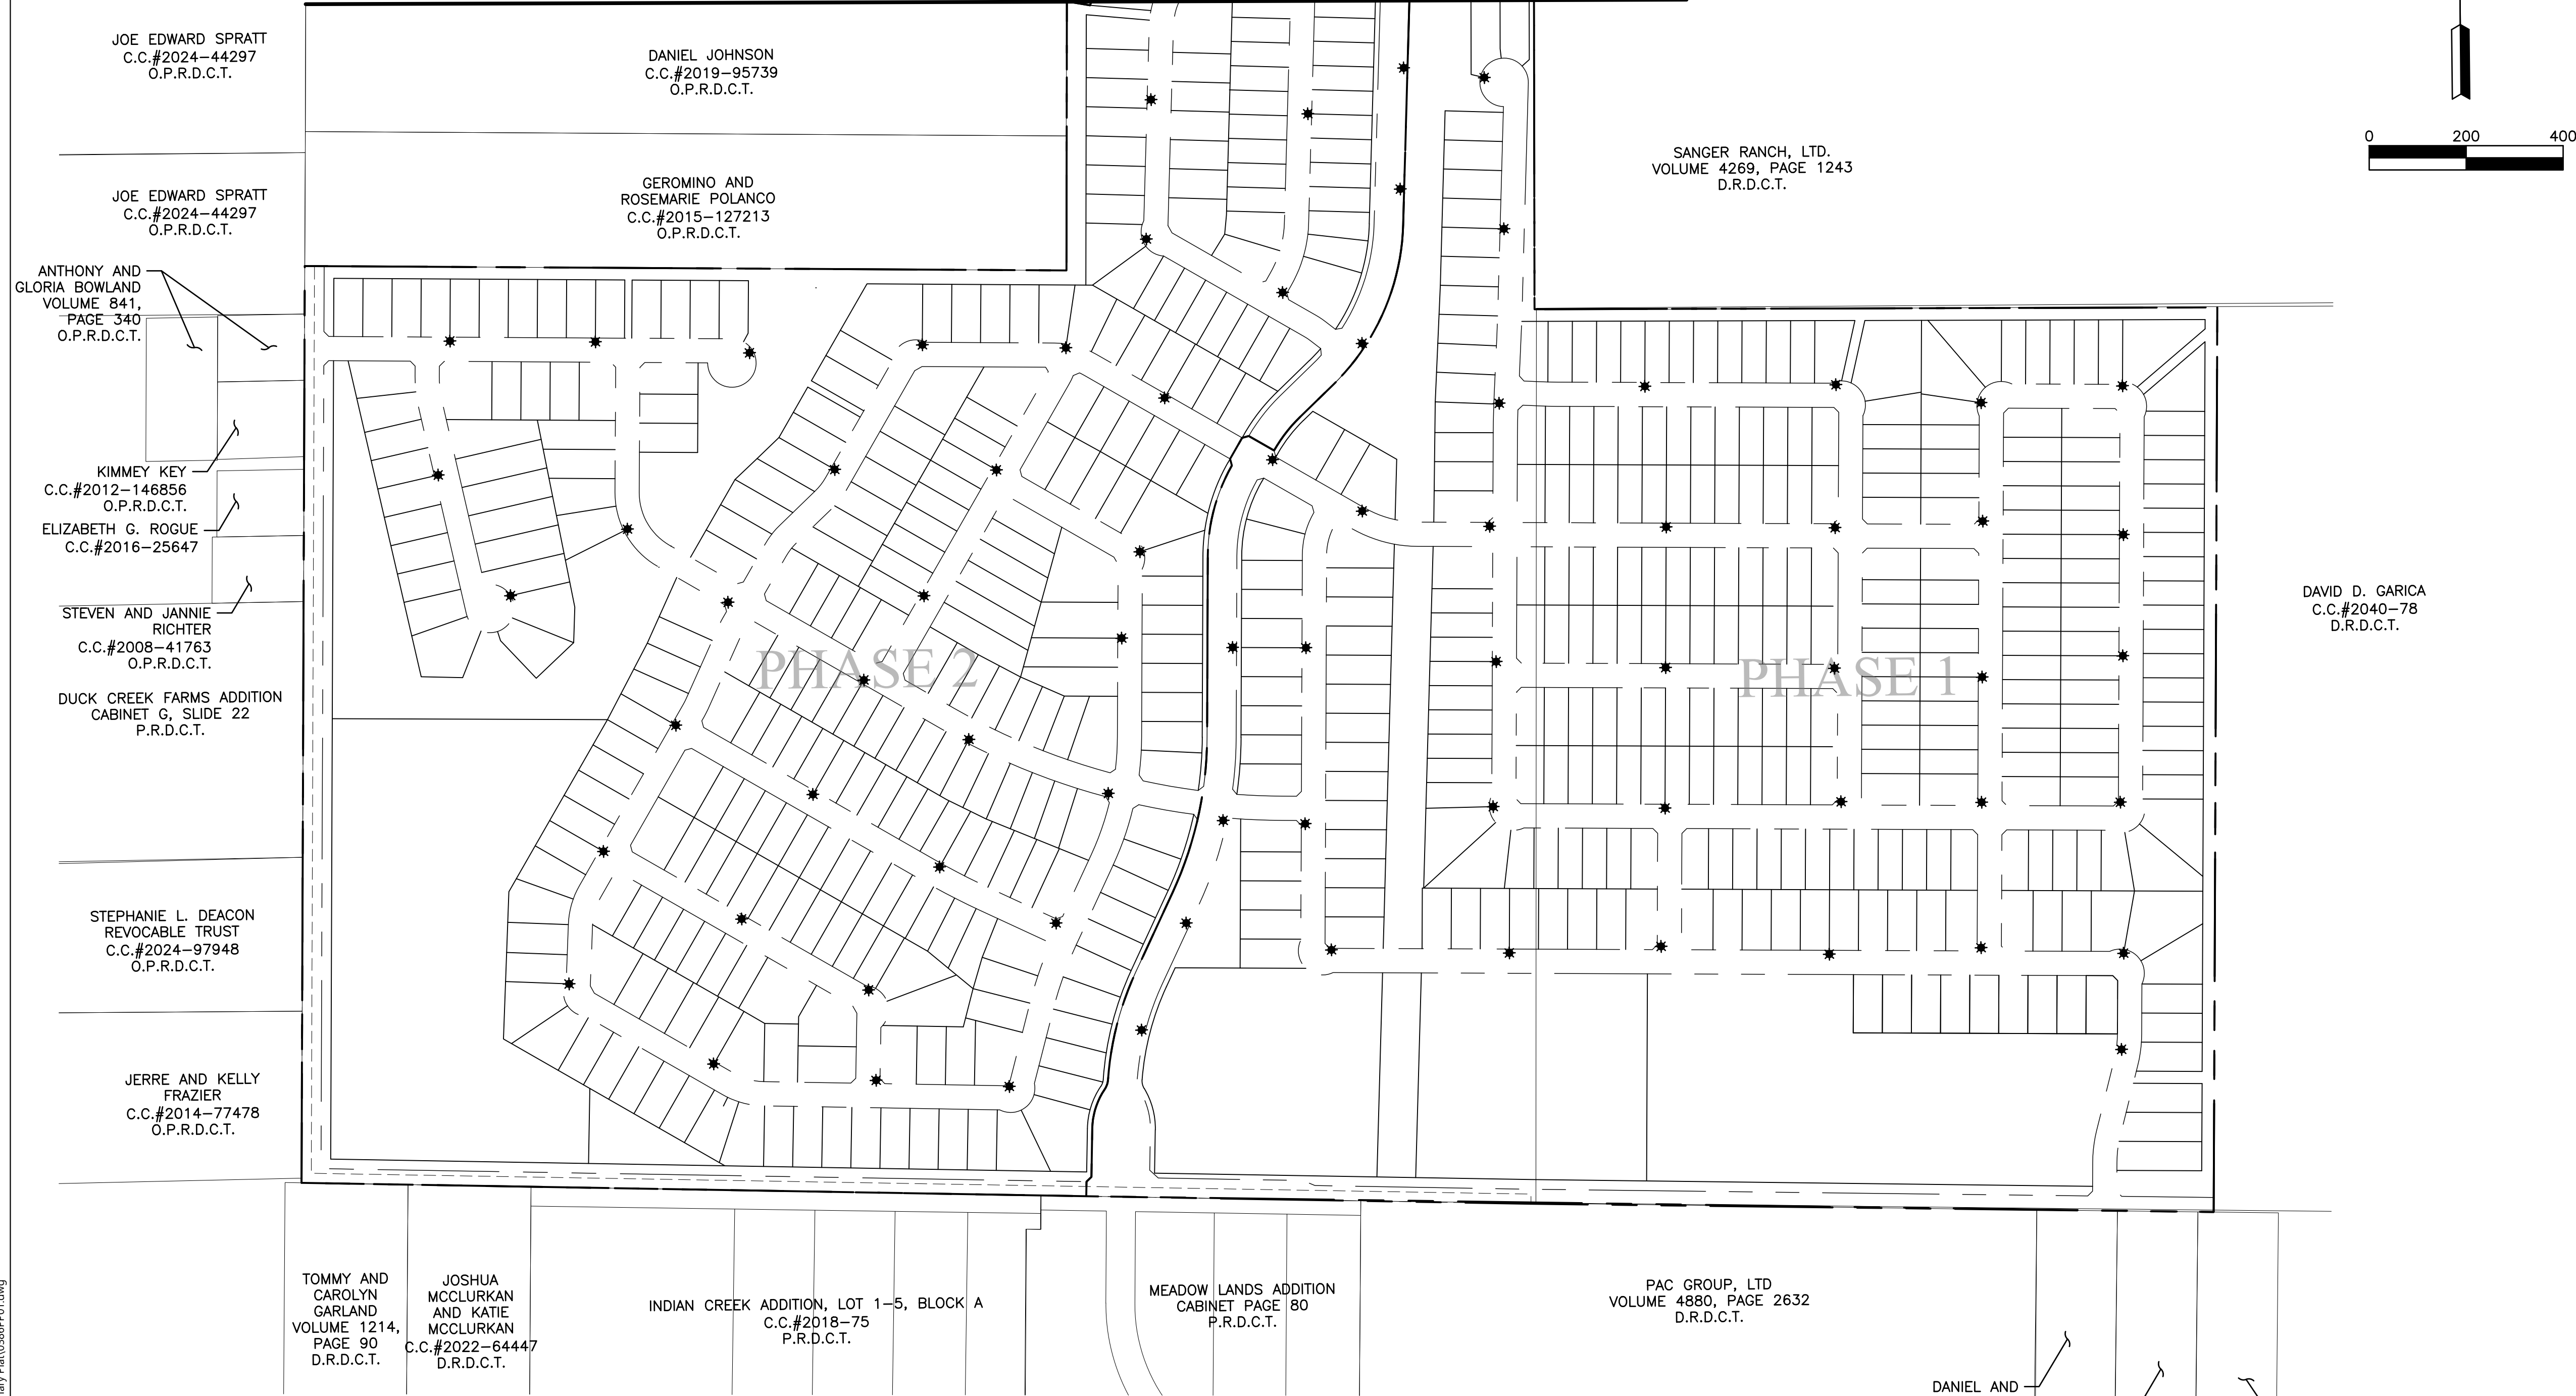 JOE EDWARD SPRATT
C.C.#2024-44297
O.P.R.D.C.T.
DANIEL JOHNSON
C.C.#2019-95739
O.P.R.D.C.T.
0 200 400
SANGER RANCH, LTD.
VOLUME 4269, PAGE 1243
D.R.D.C.T.
JOE EDWARD SPRATT
C.C.#2024-44297
O.P.R.D.C.T.
GEROMINO AND
ROSEMARIE POLANCO
C.C.#2015-127213
O.P.R.D.C.T.
ANTHONY AND
GLORIA BOWLAND
VOLUME 841,
PAGE 340
O.P.R.D.C.T.
KIMMEY KEY
C.C.#2012-146856
O.P.R.D.C.T.
ELIZABETH G. ROGUE
C.C.#2016-25647
STEVEN AND JANNIE
RICHTER
C.C.#2008-41763
O.P.R.D.C.T.
PHASE 2
PHASE 1
DAVID D. GARICA
C.C.#2040-78
D.R.D.C.T.
DUCK CREEK FARMS ADDITION
CABINET G, SLIDE 22
P.R.D.C.T.
STEPHANIE L. DEACON
REVOCABLE TRUST
C.C.#2024-97948
O.P.R.D.C.T.
JERRE AND KELLY
FRAZIER
C.C.#2014-77478
O.P.R.D.C.T.
TOMMY AND
CAROLYN
GARLAND
VOLUME 1214,
PAGE 90
D.R.D.C.T.
JOSHUA
MCCLURKAN
AND KATIE
MCCLURKAN
C.C.#2022-64447
D.R.D.C.T.
INDIAN CREEK ADDITION, LOT 1-5, BLOCK A
C.C.#2018-75
P.R.D.C.T.
MEADOW LANDS ADDITION
CABINET PAGE 80
P.R.D.C.T.
PAC GROUP, LTD
VOLUME 4880, PAGE 2632
D.R.D.C.T.
DANIEL AND